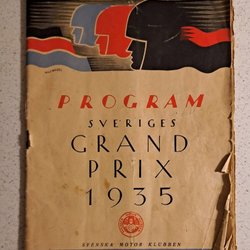 PROGRAM
SVERIGES
GRAND
PRIX
1935
SVENSKA MOTOR KLUBBEN